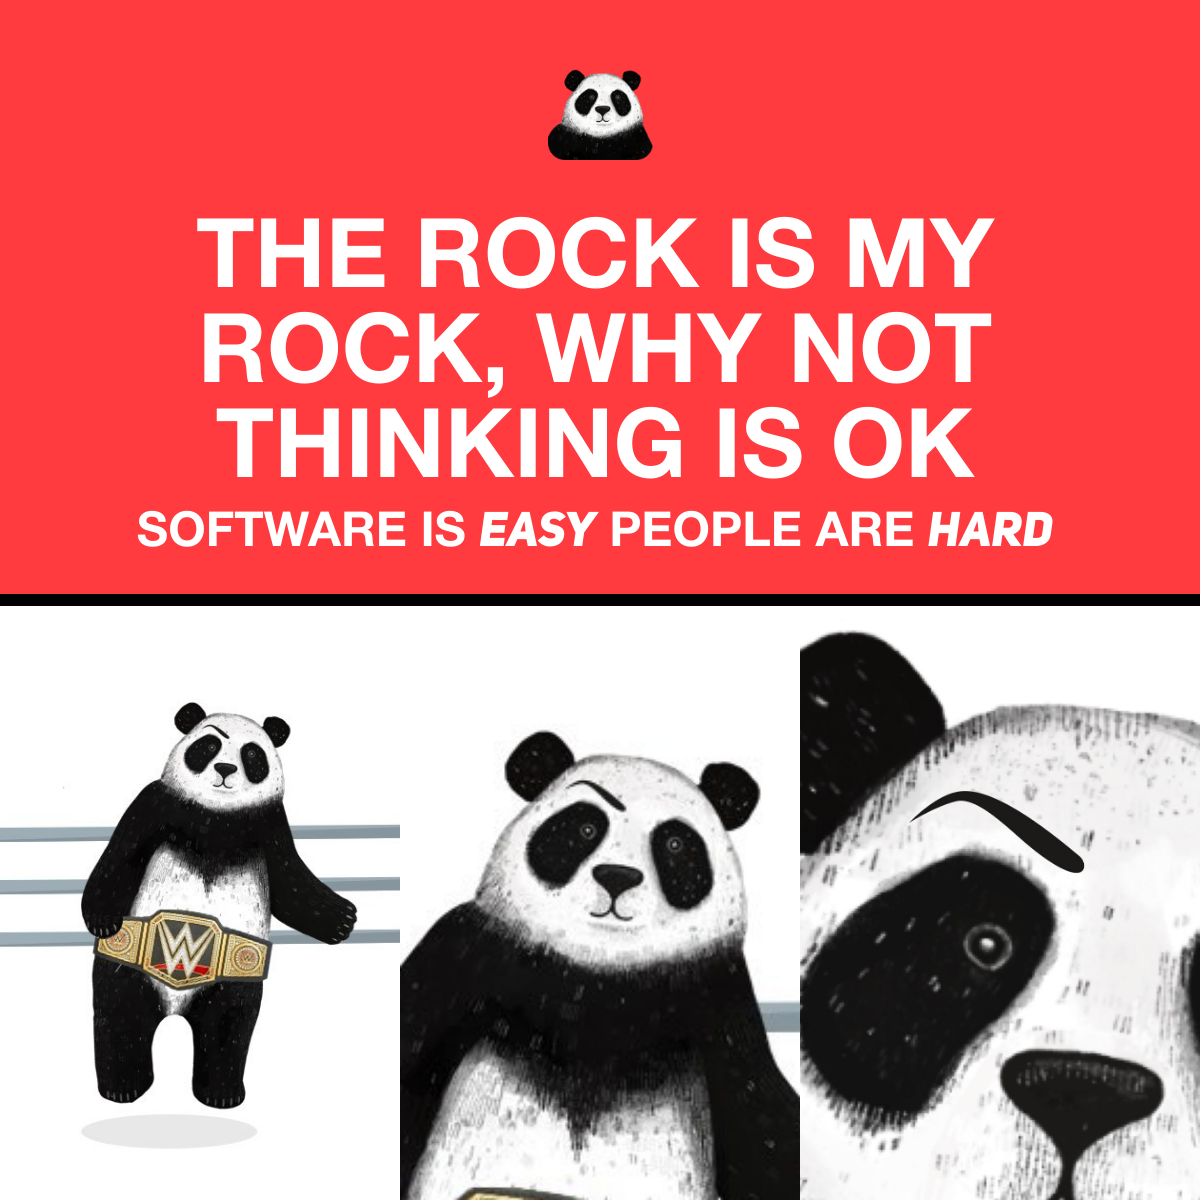 THE ROCK IS MY
ROCK, WHY NOT
THINKING IS OK
SOFTWARE IS EASY PEOPLE ARE HARD
W